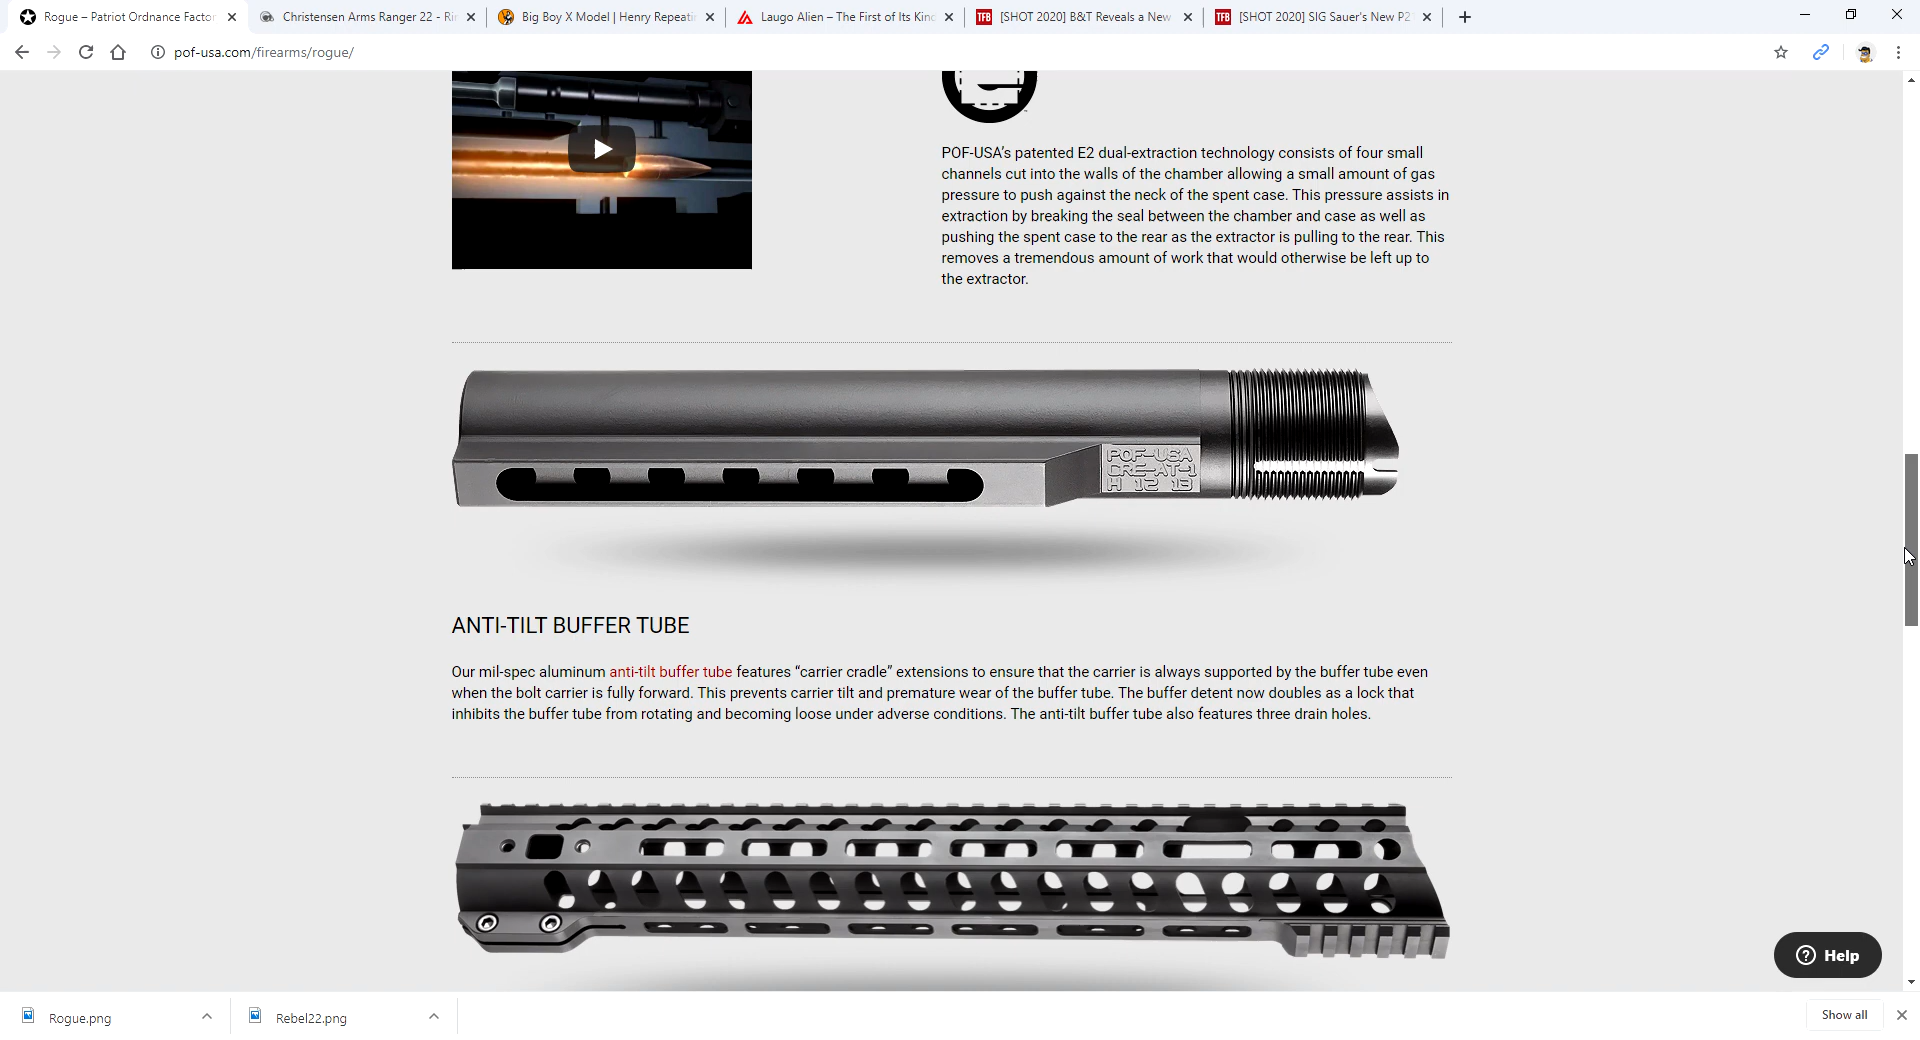 Rogue – Patriot Ordnance Factor
Christensen Arms Ranger 22 - Ri
Big Boy X Model | Henry Repeati
Laugo Alien – The First of Its Kin
TFB
[SHOT 2020] B&T Reveals a New
TFB
[SHOT 2020] SIG Sauer's New P2
pof-usa.com/firearms/rogue/
POF-USA’s patented E2 dual-extraction technology consists of four small
channels cut into the walls of the chamber allowing a small amount of gas
pressure to push against the neck of the spent case. This pressure assists in
extraction by breaking the seal between the chamber and case as well as
pushing the spent case to the rear as the extractor is pulling to the rear. This
removes a tremendous amount of work that would otherwise be left up to
the extractor.
POF-USA
CRE-AT-1
H 12 13
ANTI-TILT BUFFER TUBE
Our mil-spec aluminum anti-tilt buffer tube features “carrier cradle” extensions to ensure that the carrier is always supported by the buffer tube even
when the bolt carrier is fully forward. This prevents carrier tilt and premature wear of the buffer tube. The buffer detent now doubles as a lock that
inhibits the buffer tube from rotating and becoming loose under adverse conditions. The anti-tilt buffer tube also features three drain holes.
Help
Rogue.png
Rebel22.png
Show all